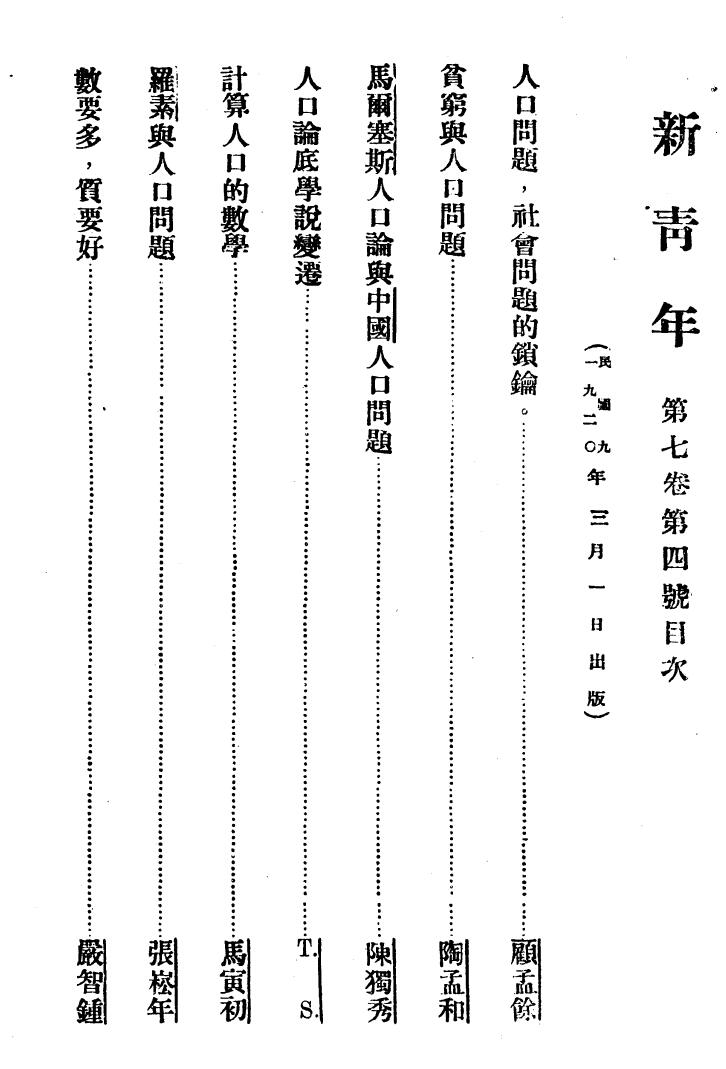 新靑年 第七卷第四號目次
(民國九一九二〇年三月一日出版)
人口問題，社會問題的鎖鑰。……顧孟餘
貧窮與人口問題……陶孟和
馬爾塞斯人口論與中國人口問題……陳獨秀
人口論底學說變遷……T. S.
計算人口的數學……馬寅初
羅素與人口問題……張崧年
數要多，質要好……嚴智鍾